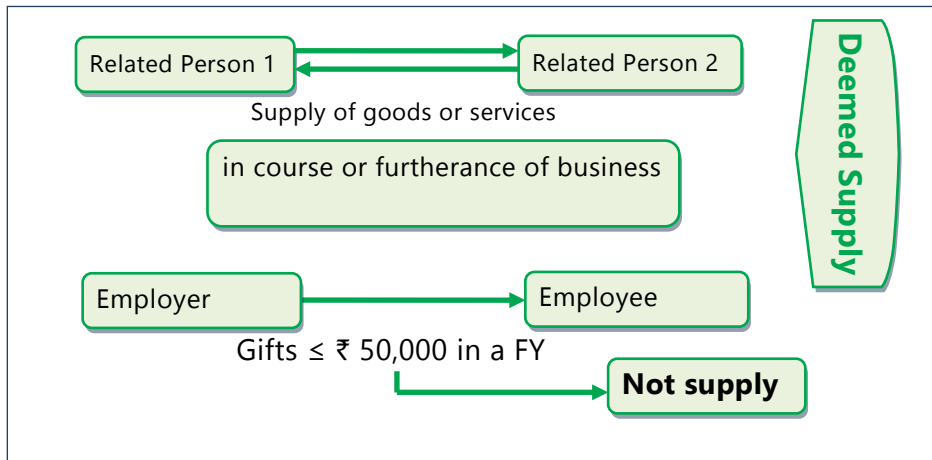 Related Person 1
Related Person 2
Supply of goods or services
in course or furtherance of business
Deemed Supply
Employer
Employee
Gifts ≤ ₹ 50,000 in a FY
Not supply